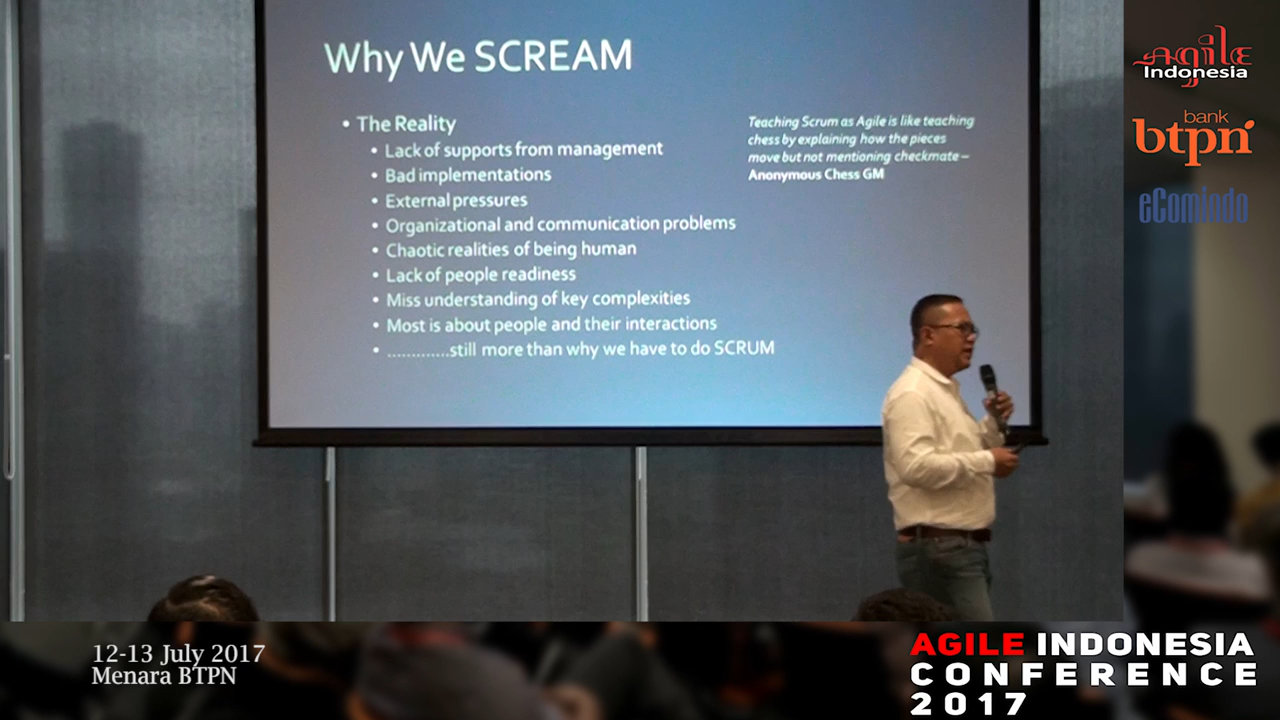 Why We SCREAM
• The Reality
• Lack of supports from management
• Bad implementations
• External pressures
• Organizational and communication problems
• Chaotic realities of being human
• Lack of people readiness
• Miss understanding of key complexities
• Most is about people and their interactions
• .............still more than why we have to do SCRUM
Teaching Scrum as Agile is like teaching
chess by explaining how the pieces
move but not mentioning checkmate –
Anonymous Chess GM
agile
Indonesia
bank
btpn
eComindo
12-13 July 2017
Menara BTPN
AGILE INDONESIA
CONFERENCE
2017